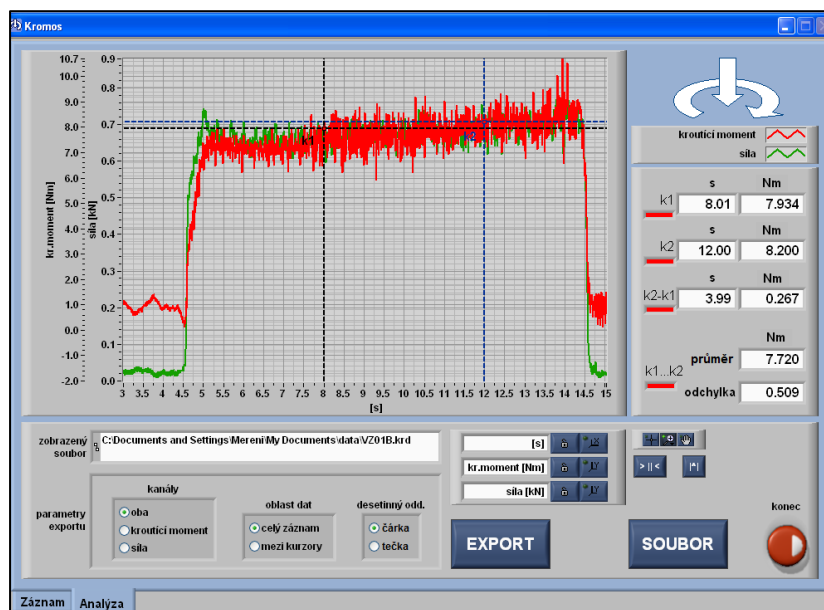 Kromos
10.7
10.0
9.0
8.0
7.0
6.0
5.0
4.0
3.0
2.0
1.0
0.0
-1.0
-2.0
kr.moment [Nm]
0.9
0.8
0.7
0.6
0.5
0.4
0.3
0.2
0.1
0.0
síla [kN]
k1
k2
3 3.5 4 4.5 5 5.5 6 6.5 7 7.5 8 8.5 9 9.5 10 10.5 11 11.5 12 12.5 13 13.5 14 14.5 15
[s]
kroutící moment
síla
s Nm
k1 8.01 7.934
s Nm
k2 12.00 8.200
s Nm
k2-k1 3.99 0.267
Nm
průměr 7.720
k1...k2
odchylka 0.509
zobrazený
soubor
C:\Documents and Settings\Mereni\My Documents\data\VZ01B.krd
parametry
exportu
kanály
oba
kroutící moment
síla
oblast dat
celý záznam
mezi kurzory
desetinný odd.
čárka
tečka
[s]
kr.moment [Nm]
síla [kN]
EXPORT
SOUBOR
konec
Záznam Analýza